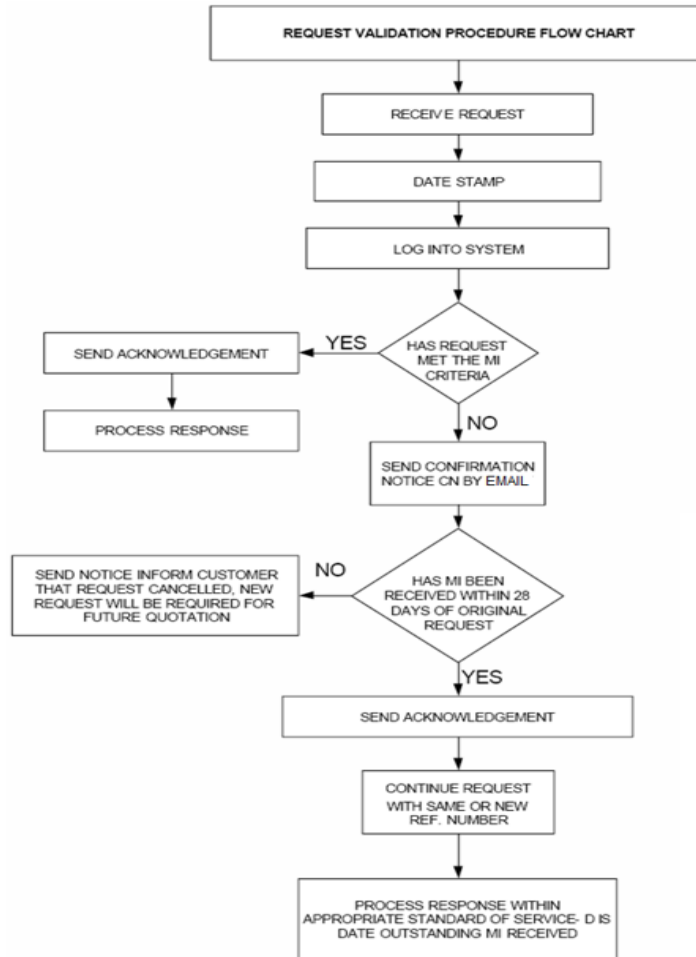 REQUEST VALIDATION PROCEDURE FLOW CHART
RECEIVE REQUEST
DATE STAMP
LOG INTO SYSTEM
HAS REQUEST
MET THE MI
CRITERIA
YES
SEND ACKNOWLEDGEMENT
PROCESS RESPONSE
NO
SEND CONFIRMATION
NOTICE CN BY EMAIL
HAS MI BEEN
RECEIVED WITHIN 28
DAYS OF ORIGINAL
REQUEST
NO
SEND NOTICE INFORM CUSTOMER
THAT REQUEST CANCELLED, NEW
REQUEST WILL BE REQUIRED FOR
FUTURE QUOTATION
YES
SEND ACKNOWLEDGEMENT
CONTINUE REQUEST
WITH SAME OR NEW
REF. NUMBER
PROCESS RESPONSE WITHIN
APPROPRIATE STANDARD OF SERVICE- D IS
DATE OUTSTANDING MI RECEIVED